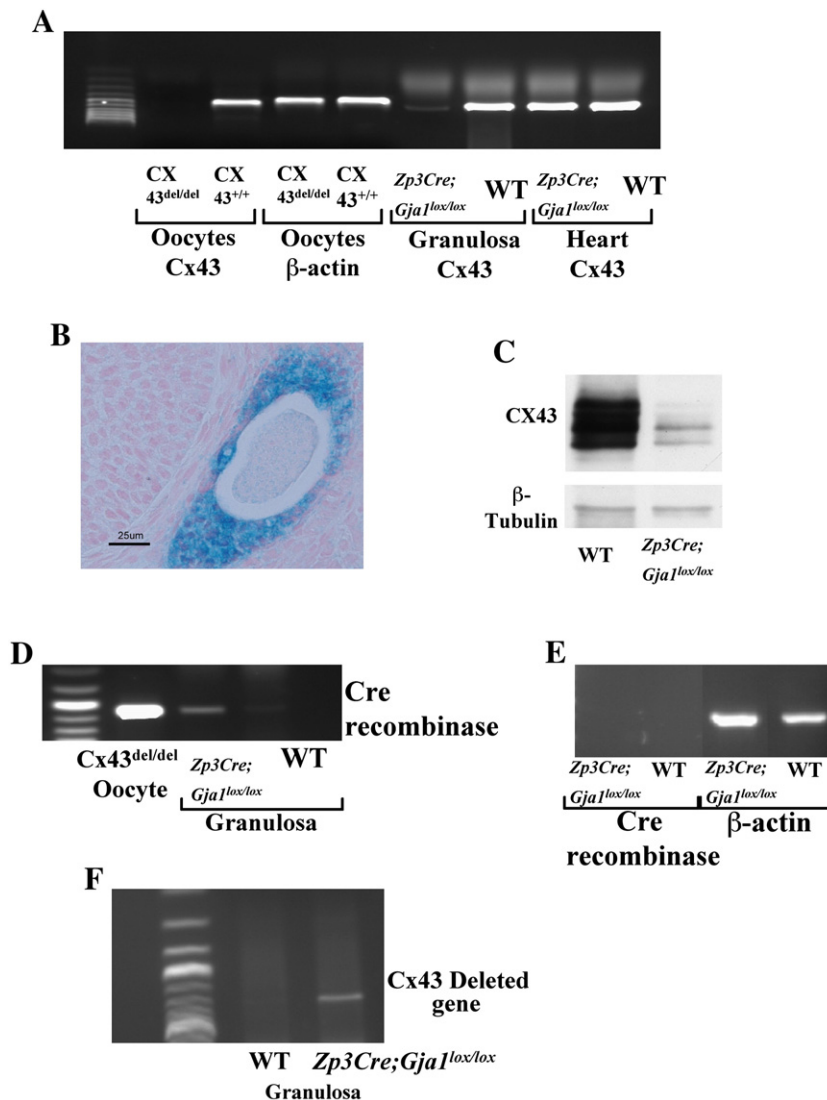 A
CX
43del/del
CX
43+/+
CX
43del/del
CX
43+/+
Zp3Cre;
Gja1lox/lox
WT
Zp3Cre;
Gja1lox/lox
WT
Oocytes
Cx43
Oocytes
β-actin
Granulosa
Cx43
Heart
Cx43
B
25um
C
CX43
β-
Tubulin
WT
Zp3Cre;
Gja1lox/lox
D
Cre
recombinase
Cx43del/del
Oocyte
Zp3Cre;
Gja1lox/lox
WT
Granulosa
E
Zp3Cre;
Gja1lox/lox
WT
Zp3Cre;
Gja1lox/lox
WT
Cre
recombinase
β-actin
F
Cx43 Deleted
gene
WT
Zp3Cre;Gja1lox/lox
Granulosa